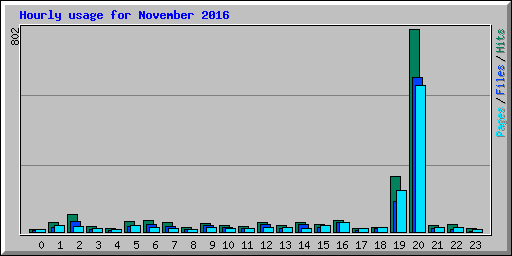 Hourly usage for November 2016
802
Pages/Files/Hits
0 1 2 3 4 5 6 7 8 9 10 11 12 13 14 15 16 17 18 19 20 21 22 23